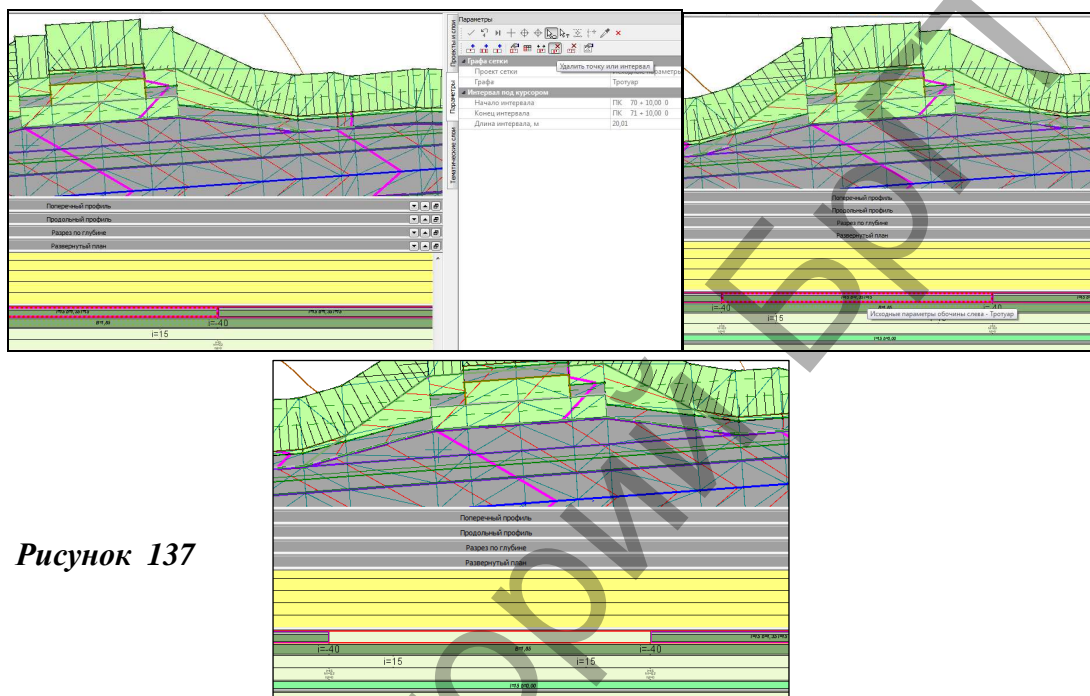 Параметры
Проекты и слои
Параметры
Тематические слои
Графа сетки
Удалить точку или интервал
Проект сетки
Графа Тротуар
Интервал под курсором
Начало интервала ПК 70 + 10,00 0
Конец интервала ПК 71 + 10,00 0
Длина интервала, м 20,01
Поперечный профиль
Продольный профиль
Разрез по глубине
Развернутый план
i=-40
i=15
Поперечный профиль
Продольный профиль
Разрез по глубине
Развернутый план
i=-40
i=-40
Исходные параметры обочины слева - Тротуар
i=15
i=15
Поперечный профиль
Продольный профиль
Разрез по глубине
Развернутый план
i=-40
i=-40
i=15
i=15
Рисунок 137